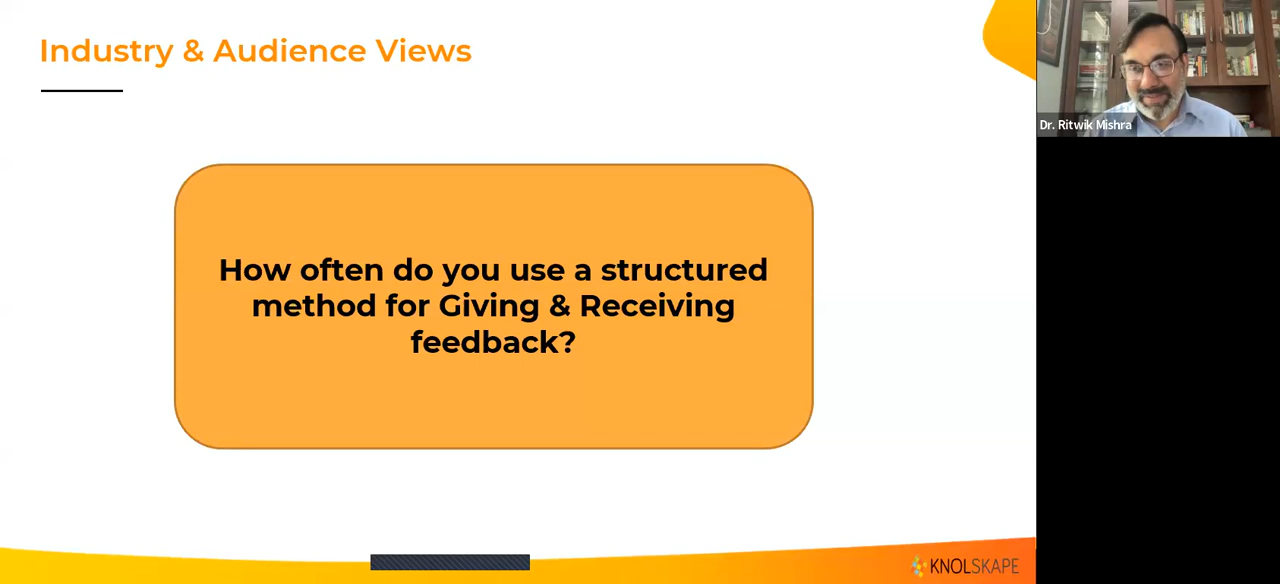 Industry & Audience Views
How often do you use a structured
method for Giving & Receiving
feedback?
Dr. Ritwik Mishra
KNOLSKAPE